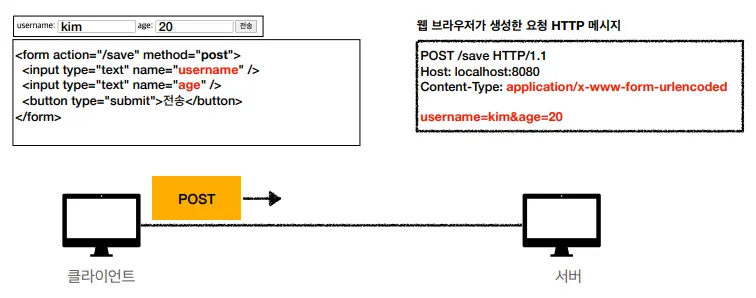 username: kim age: 20 전송
<form action="/save" method="post">
<input type="text" name="username" />
<input type="text" name="age" />
<button type="submit">전송</button>
</form>
웹 브라우저가 생성한 요청 HTTP 메시지
POST /save HTTP/1.1
Host: localhost:8080
Content-Type: application/x-www-form-urlencoded
username=kim&age=20
POST
클라이언트
서버